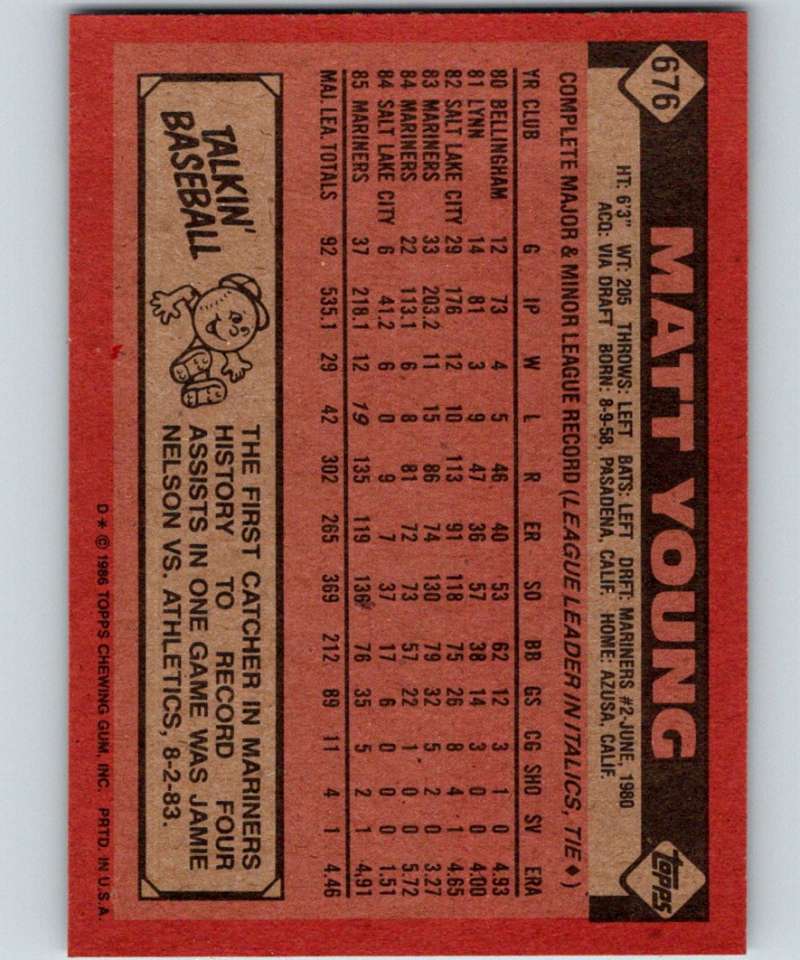 676
MATT YOUNG
topps
HT: 6'3" WT: 205 THROWS: LEFT BATS: LEFT DRFT: MARINERS #2-JUNE, 1980
ACQ: VIA DRAFT BORN: 8-9-58, PASADENA, CALIF. HOME: AZUSA, CALIF.
COMPLETE MAJOR & MINOR LEAGUE RECORD (LEAGUE LEADER IN ITALICS, TIE ♦)
YR CLUB G IP W L R ER SO BB GS CG SHO SV ERA
80 BELLINGHAM 12 73 4 5 46 40 53 62 12 3 1 0 4.93
81 LYNN 14 81 3 9 47 36 57 38 14 3 0 0 4.00
82 SALT LAKE CITY 29 176 12 10 113 91 118 75 26 8 4 1 4.65
83 MARINERS 33 203.2 11 15 86 74 130 79 32 5 2 0 3.27
84 MARINERS 22 113.1 6 8 81 72 73 57 22 1 0 0 5.72
84 SALT LAKE CITY 6 41.2 6 0 9 7 37 17 6 0 0 0 1.51
85 MARINERS 37 218.1 12 19 135 119 136 76 35 5 2 1 4.91
MAJ. LEA. TOTALS 92 535.1 29 42 302 265 369 212 89 11 4 1 4.46
TALKIN'
BASEBALL
THE FIRST CATCHER IN MARINERS
HISTORY TO RECORD FOUR
ASSISTS IN ONE GAME WAS JAMIE
NELSON VS. ATHLETICS, 8-2-83.
D* © 1986 TOPPS CHEWING GUM, INC. PRTD. IN U.S.A.